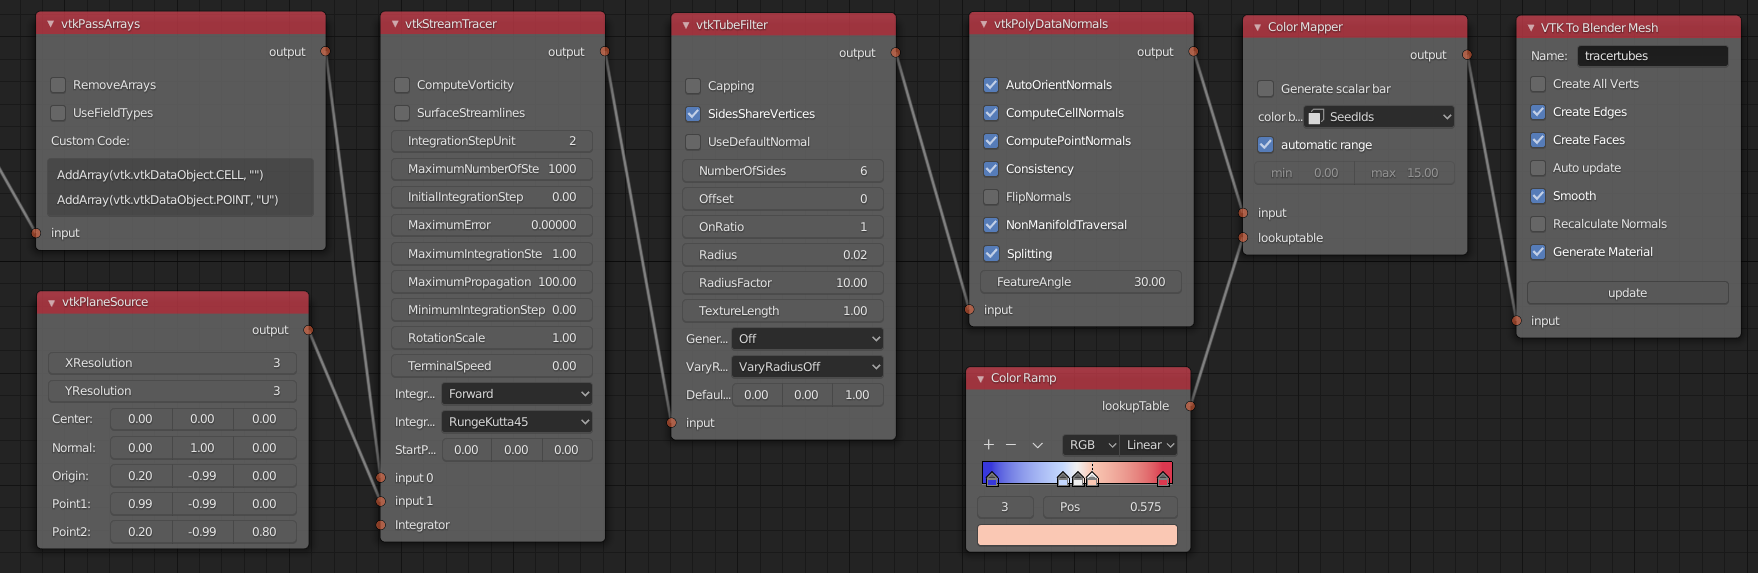 vtkPassArrays
output
RemoveArrays
UseFieldTypes
Custom Code:
AddArray(vtk.vtkDataObject.CELL, "")
AddArray(vtk.vtkDataObject.POINT, "U")
input
vtkPlaneSource
output
XResolution 3
YResolution 3
Center: 0.00 0.00 0.00
Normal: 0.00 1.00 0.00
Origin: 0.20 -0.99 0.00
Point1: 0.99 -0.99 0.00
Point2: 0.20 -0.99 0.80
vtkStreamTracer
output
ComputeVorticity
SurfaceStreamlines
IntegrationStepUnit 2
MaximumNumberOfSte 1000
InitialIntegrationStep 0.00
MaximumError 0.00000
MaximumIntegrationSte 1.00
MaximumPropagation 100.00
MinimumIntegrationStep 0.00
RotationScale 1.00
TerminalSpeed 0.00
Integr... Forward
Integr... RungeKutta45
StartP... 0.00 0.00 0.00
input 0
input 1
Integrator
vtkTubeFilter
output
Capping
SidesShareVertices
UseDefaultNormal
NumberOfSides 6
Offset 0
OnRatio 1
Radius 0.02
RadiusFactor 10.00
TextureLength 1.00
Gener... Off
VaryR... VaryRadiusOff
Defaul... 0.00 0.00 1.00
input
vtkPolyDataNormals
output
AutoOrientNormals
ComputeCellNormals
ComputePointNormals
Consistency
FlipNormals
NonManifoldTraversal
Splitting
FeatureAngle 30.00
input
Color Ramp
lookupTable
RGB Linear
3 Pos 0.575
Color Mapper
output
Generate scalar bar
color b... SeedIds
automatic range
min 0.00 max 15.00
input
lookuptable
VTK To Blender Mesh
Name: tracertubes
Create All Verts
Create Edges
Create Faces
Auto update
Smooth
Recalculate Normals
Generate Material
update
input